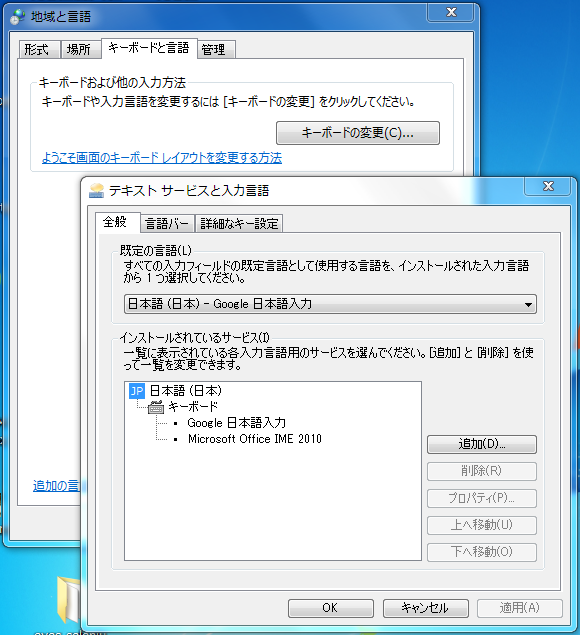 地域と言語
形式
場所
キーボードと言語
管理
キーボードおよび他の入力方法
キーボードや入力言語を変更するには [キーボードの変更] をクリックしてください。
キーボードの変更(C)...
ようこそ画面のキーボード レイアウトを変更する方法
追加の言
テキスト サービスと入力言語
全般
言語バー
詳細なキー設定
既定の言語(L)
すべての入力フィールドの既定言語として使用する言語を、インストールされた入力言語
から 1 つ選択してください。
日本語 (日本) - Google 日本語入力
インストールされているサービス(I)
一覧に表示されている各入力言語用のサービスを選んでください。[追加] と [削除] を使
って一覧を変更できます。
JP 日本語 (日本)
キーボード
・ Google 日本語入力
・ Microsoft Office IME 2010
追加(D)...
削除(R)
プロパティ(P)...
上へ移動(U)
下へ移動(O)
OK
キャンセル
適用(A)